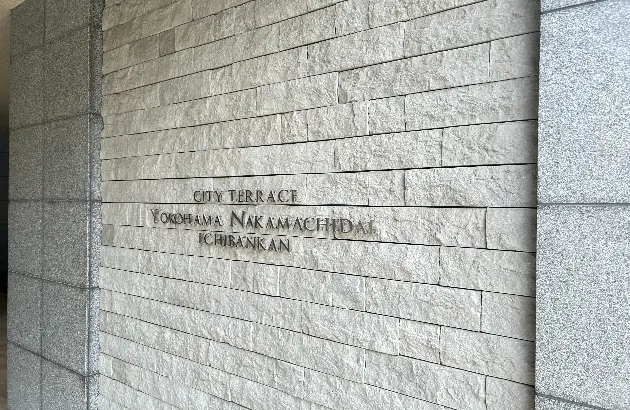 CITY TERRACE
YOKOHAMA NAKAMACHIDAI
ICHIBANKAN